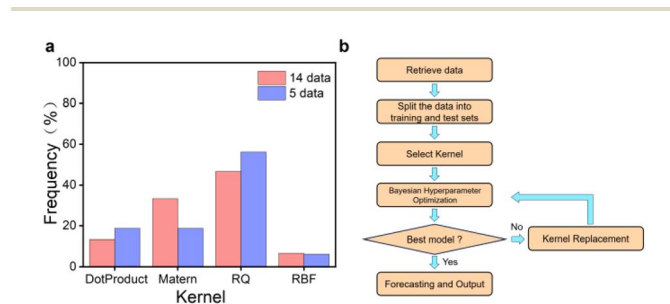 a
Frequency（%）
100
80
60
40
20
0
14 data
5 data
DotProduct
Matern
RQ
RBF
Kernel
b
Retrieve data
Split the data into
training and test sets
Select Kernel
Bayesian Hyperparameter
Optimization
Best model ?
No
Kernel Replacement
Yes
Forecasting and Output